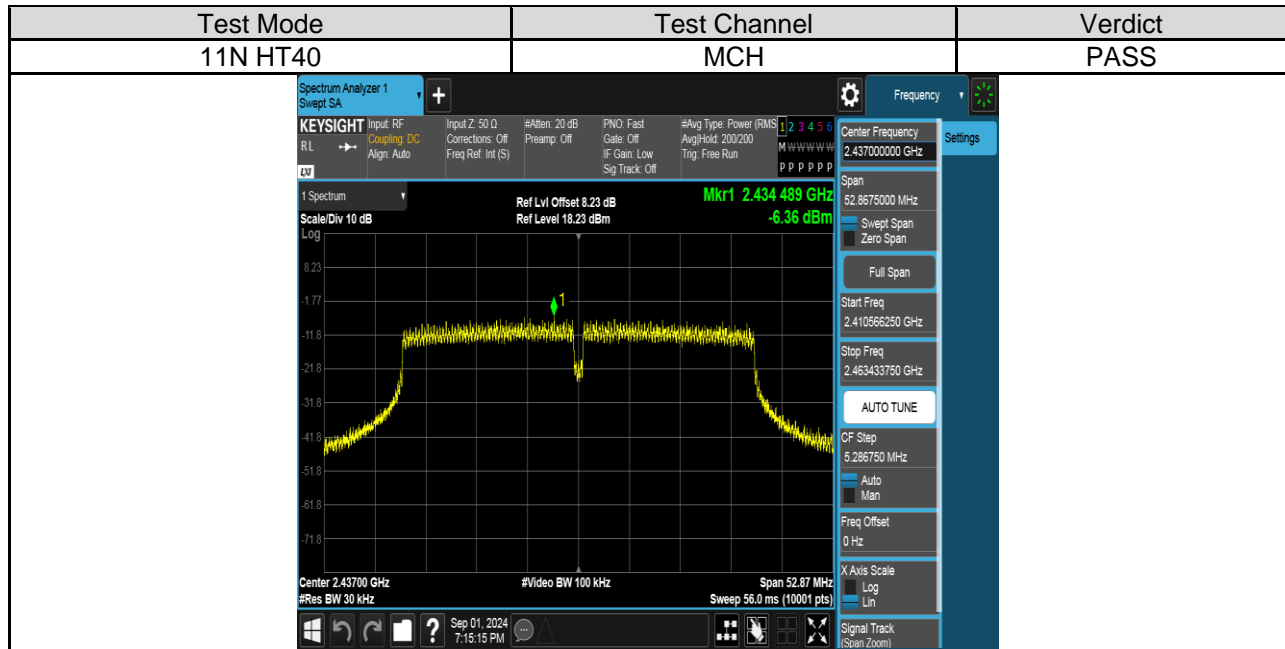 Test Mode Test Channel Verdict
11N HT40 MCH PASS
Spectrum Analyzer 1
Swept SA
Frequency
KEYSIGHT
RL
LXI
Input: RF
Coupling: DC
Align: Auto
Input Z: 50 Ω
Corrections: Off
Freq Ref: Int (S)
#Atten: 20 dB
Preamp: Off
PNO: Fast
Gate: Off
IF Gain: Low
Sig Track: Off
#Avg Type: Power (RMS
Avg|Hold: 200/200
Trig: Free Run
1 2 3 4 5 6
M W W W W W
P P P P P P
1 Spectrum
Scale/Div 10 dB
Log
Ref Lvl Offset 8.23 dB
Ref Level 18.23 dBm
Mkr1 2.434 489 GHz
-6.36 dBm
8.23
-1.77
-11.8
-21.8
-31.8
-41.8
-51.8
-61.8
-71.8
1
Center 2.43700 GHz
#Res BW 30 kHz
#Video BW 100 kHz
Span 52.87 MHz
Sweep 56.0 ms (10001 pts)
Sep 01, 2024
7:15:15 PM
Center Frequency
2.437000000 GHz
Settings
Span
52.8675000 MHz
Swept Span
Zero Span
Full Span
Start Freq
2.410566250 GHz
Stop Freq
2.463433750 GHz
AUTO TUNE
CF Step
5.286750 MHz
Auto
Man
Freq Offset
0 Hz
X Axis Scale
Log
Lin
Signal Track
(Span Zoom)